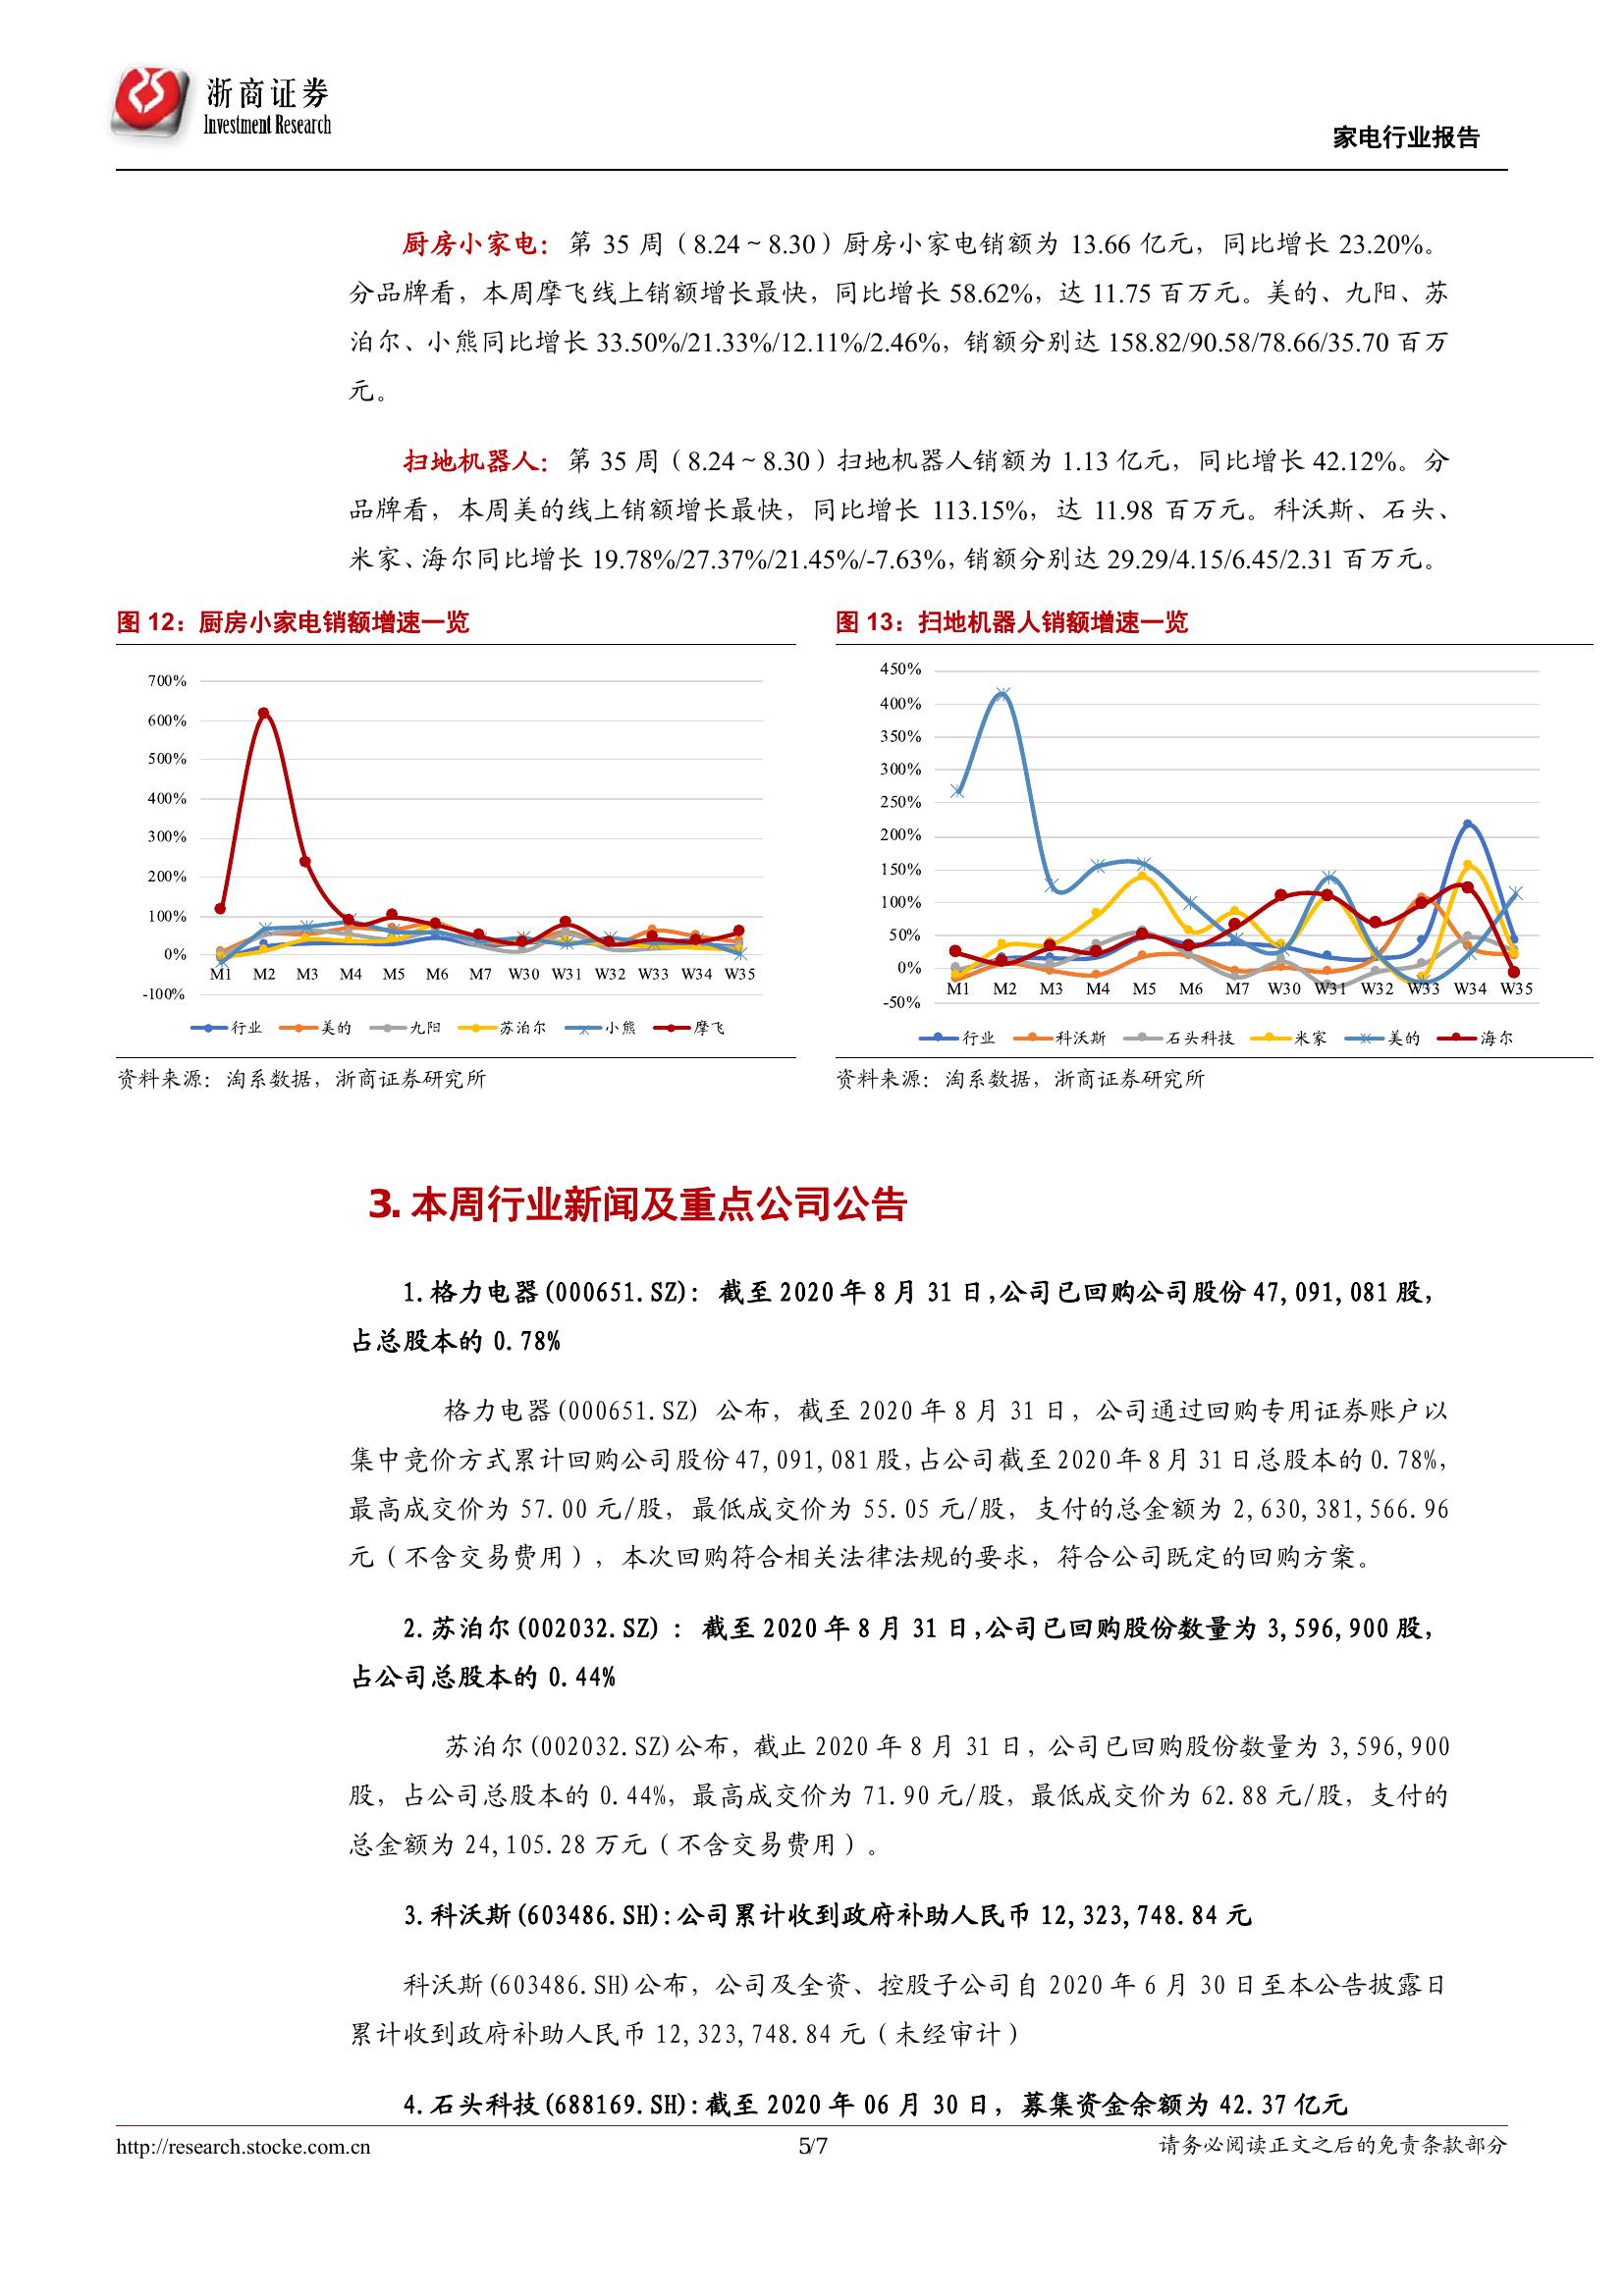 浙商证券
Investment Research
家电行业报告
厨房小家电：第 35 周（8.24～8.30）厨房小家电销额为 13.66 亿元，同比增长 23.20%。
分品牌看，本周摩飞线上销额增长最快，同比增长 58.62%，达 11.75 百万元。美的、九阳、苏
泊尔、小熊同比增长 33.50%/21.33%/12.11%/2.46%，销额分别达 158.82/90.58/78.66/35.70 百万
元。
扫地机器人：第 35 周（8.24～8.30）扫地机器人销额为 1.13 亿元，同比增长 42.12%。分
品牌看，本周美的线上销额增长最快，同比增长 113.15%，达 11.98 百万元。科沃斯、石头、
米家、海尔同比增长 19.78%/27.37%/21.45%/-7.63%，销额分别达 29.29/4.15/6.45/2.31 百万元。
图 12：厨房小家电销额增速一览
700%
600%
500%
400%
300%
200%
100%
0%
-100%
M1 M2 M3 M4 M5 M6 M7 W30 W31 W32 W33 W34 W35
行业 美的 九阳 苏泊尔 小熊 摩飞
资料来源：淘系数据，浙商证券研究所
图 13：扫地机器人销额增速一览
450%
400%
350%
300%
250%
200%
150%
100%
50%
0%
-50%
M1 M2 M3 M4 M5 M6 M7 W30 W31 W32 W33 W34 W35
行业 科沃斯 石头科技 米家 美的 海尔
资料来源：淘系数据，浙商证券研究所
3. 本周行业新闻及重点公司公告
1. 格力电器(000651.SZ)：截至 2020 年 8 月 31 日,公司已回购公司股份 47,091,081 股，
占总股本的 0.78%
格力电器(000651.SZ) 公布，截至 2020 年 8 月 31 日，公司通过回购专用证券账户以
集中竞价方式累计回购公司股份 47,091,081 股，占公司截至 2020 年 8 月 31 日总股本的 0.78%，
最高成交价为 57.00 元/股，最低成交价为 55.05 元/股，支付的总金额为 2,630,381,566.96
元（不含交易费用），本次回购符合相关法律法规的要求，符合公司既定的回购方案。
2. 苏泊尔(002032.SZ) ：截至 2020 年 8 月 31 日,公司已回购股份数量为 3,596,900 股，
占公司总股本的 0.44%
苏泊尔(002032.SZ)公布，截止 2020 年 8 月 31 日，公司已回购股份数量为 3,596,900
股，占公司总股本的 0.44%，最高成交价为 71.90 元/股，最低成交价为 62.88 元/股，支付的
总金额为 24,105.28 万元（不含交易费用）。
3. 科沃斯(603486.SH):公司累计收到政府补助人民币 12,323,748.84 元
科沃斯(603486.SH)公布，公司及全资、控股子公司自 2020 年 6 月 30 日至本公告披露日
累计收到政府补助人民币 12,323,748.84 元（未经审计）
4. 石头科技(688169.SH):截至 2020 年 06 月 30 日，募集资金余额为 42.37 亿元
http://research.stocke.com.cn
5/7
请务必阅读正文之后的免责条款部分